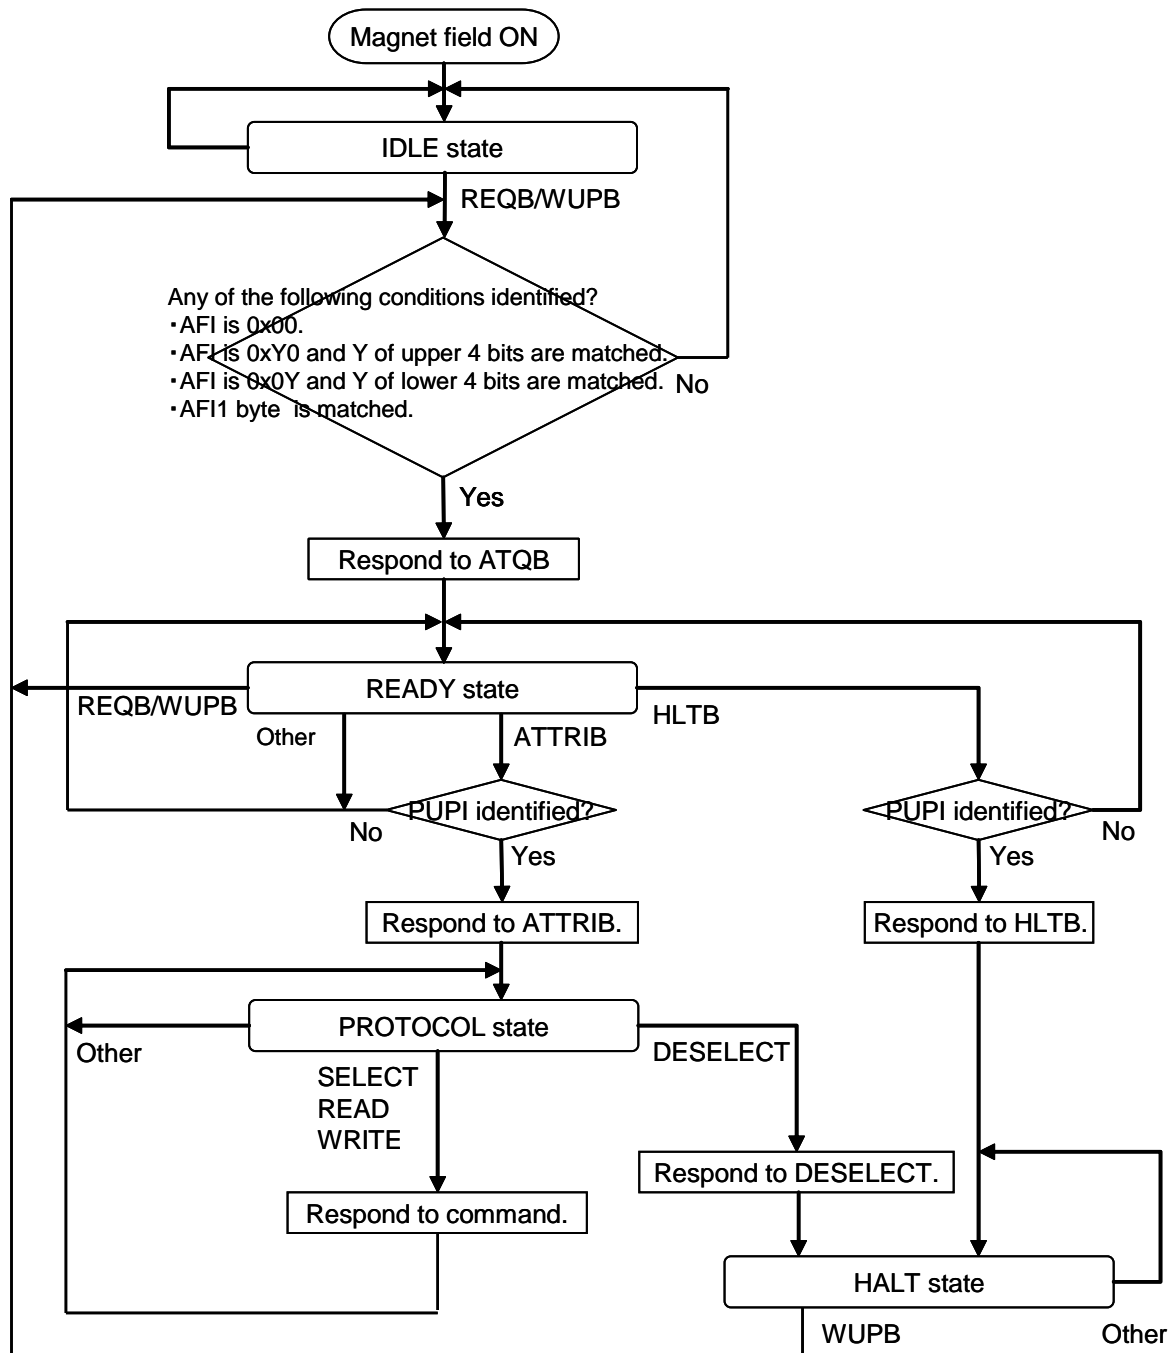 Magnet field ON
IDLE state
REQB/WUPB
Any of the following conditions identified?
・AFI is 0x00.
・AFI is 0xY0 and Y of upper 4 bits are matched.
・AFI is 0x0Y and Y of lower 4 bits are matched.
No
・AFI1 byte is matched.
Yes
Respond to ATQB
READY state
REQB/WUPB
HLTB
Other
ATTRIB
PUPI identified?
PUPI identified?
No
No
Yes
Yes
Respond to ATTRIB.
Respond to HLTB.
PROTOCOL state
Other
DESELECT
SELECT
READ
WRITE
Respond to DESELECT.
Respond to command.
HALT state
WUPB
Other